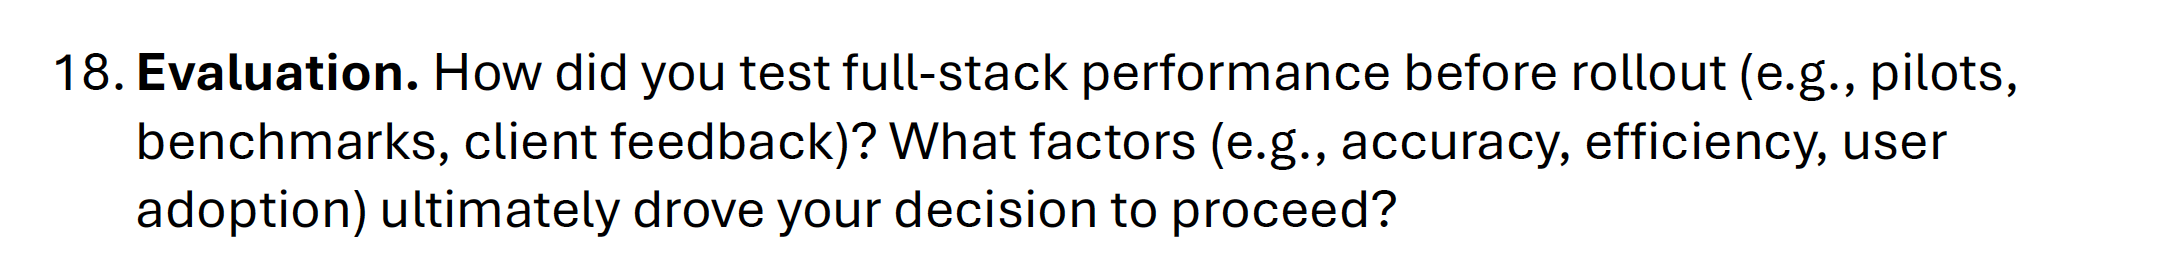 18. Evaluation. How did you test full-stack performance before rollout (e.g., pilots,
benchmarks, client feedback)? What factors (e.g., accuracy, efficiency, user
adoption) ultimately drove your decision to proceed?